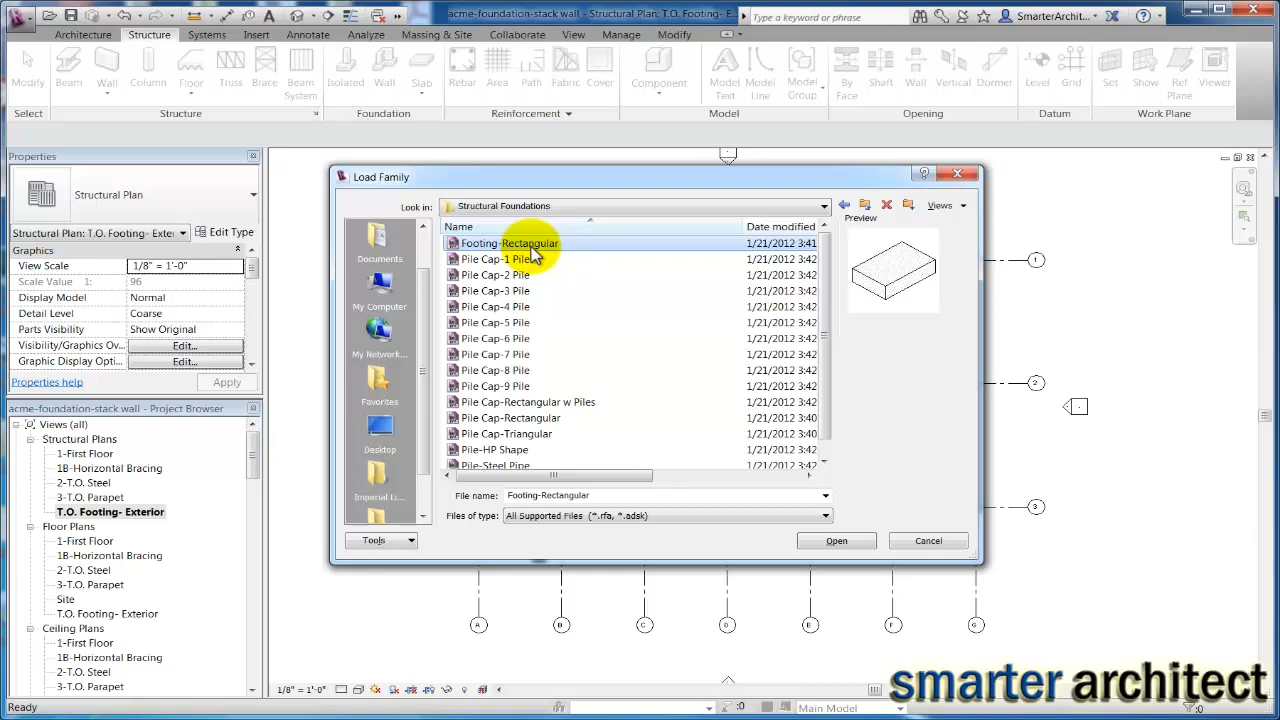 acme-foundation-stack wall - Structural Plan: T.O. Footing- E...
Type a keyword or phrase
SmarterArchit...
Architecture Structure Systems Insert Annotate Analyze Massing & Site Collaborate View Manage Modify
Modify Beam Wall Column Floor Truss Brace Beam System Isolated Wall Slab Rebar Area Path Fabric Cover Component Model Text Model Line Model Group By Face Shaft Wall Vertical Dormer Level Grid Set Show Ref Plane Viewer
Select Structure Foundation Reinforcement Model Opening Datum Work Plane
Properties
Structural Plan
Structural Plan: T.O. Footing- Exter Edit Type
Graphics
View Scale 1/8" = 1'-0"
Scale Value 1: 96
Display Model Normal
Detail Level Coarse
Parts Visibility Show Original
Visibility/Graphics Ov... Edit...
Graphic Display Opti... Edit...
Properties help Apply
acme-foundation-stack wall - Project Browser
Views (all)
Structural Plans
1-First Floor
1B-Horizontal Bracing
2-T.O. Steel
3-T.O. Parapet
T.O. Footing- Exterior
Floor Plans
1-First Floor
1B-Horizontal Bracing
2-T.O. Steel
3-T.O. Parapet
Site
T.O. Footing- Exterior
Ceiling Plans
1-First Floor
1B-Horizontal Bracing
2-T.O. Steel
3-T.O. Parapet
Load Family
Look in: Structural Foundations Views
Preview
Documents
My Computer
My Network...
Favorites
Desktop
Imperial Li...
Name Date modified
Footing-Rectangular 1/21/2012 3:41
Pile Cap-1 Pile 1/21/2012 3:42
Pile Cap-2 Pile 1/21/2012 3:42
Pile Cap-3 Pile 1/21/2012 3:42
Pile Cap-4 Pile 1/21/2012 3:42
Pile Cap-5 Pile 1/21/2012 3:42
Pile Cap-6 Pile 1/21/2012 3:42
Pile Cap-7 Pile 1/21/2012 3:42
Pile Cap-8 Pile 1/21/2012 3:42
Pile Cap-9 Pile 1/21/2012 3:42
Pile Cap-Rectangular w Piles 1/21/2012 3:42
Pile Cap-Rectangular 1/21/2012 3:40
Pile Cap-Triangular 1/21/2012 3:42
Pile-HP Shape 1/21/2012 3:42
Pile-Steel Pipe 1/21/2012 3:42
File name: Footing-Rectangular
Files of type: All Supported Files (*.rfa, *.adsk)
Tools Open Cancel
1
2
3
A B C D E F G
1/8" = 1'-0"
Ready :0 Main Model :0
smarter architect